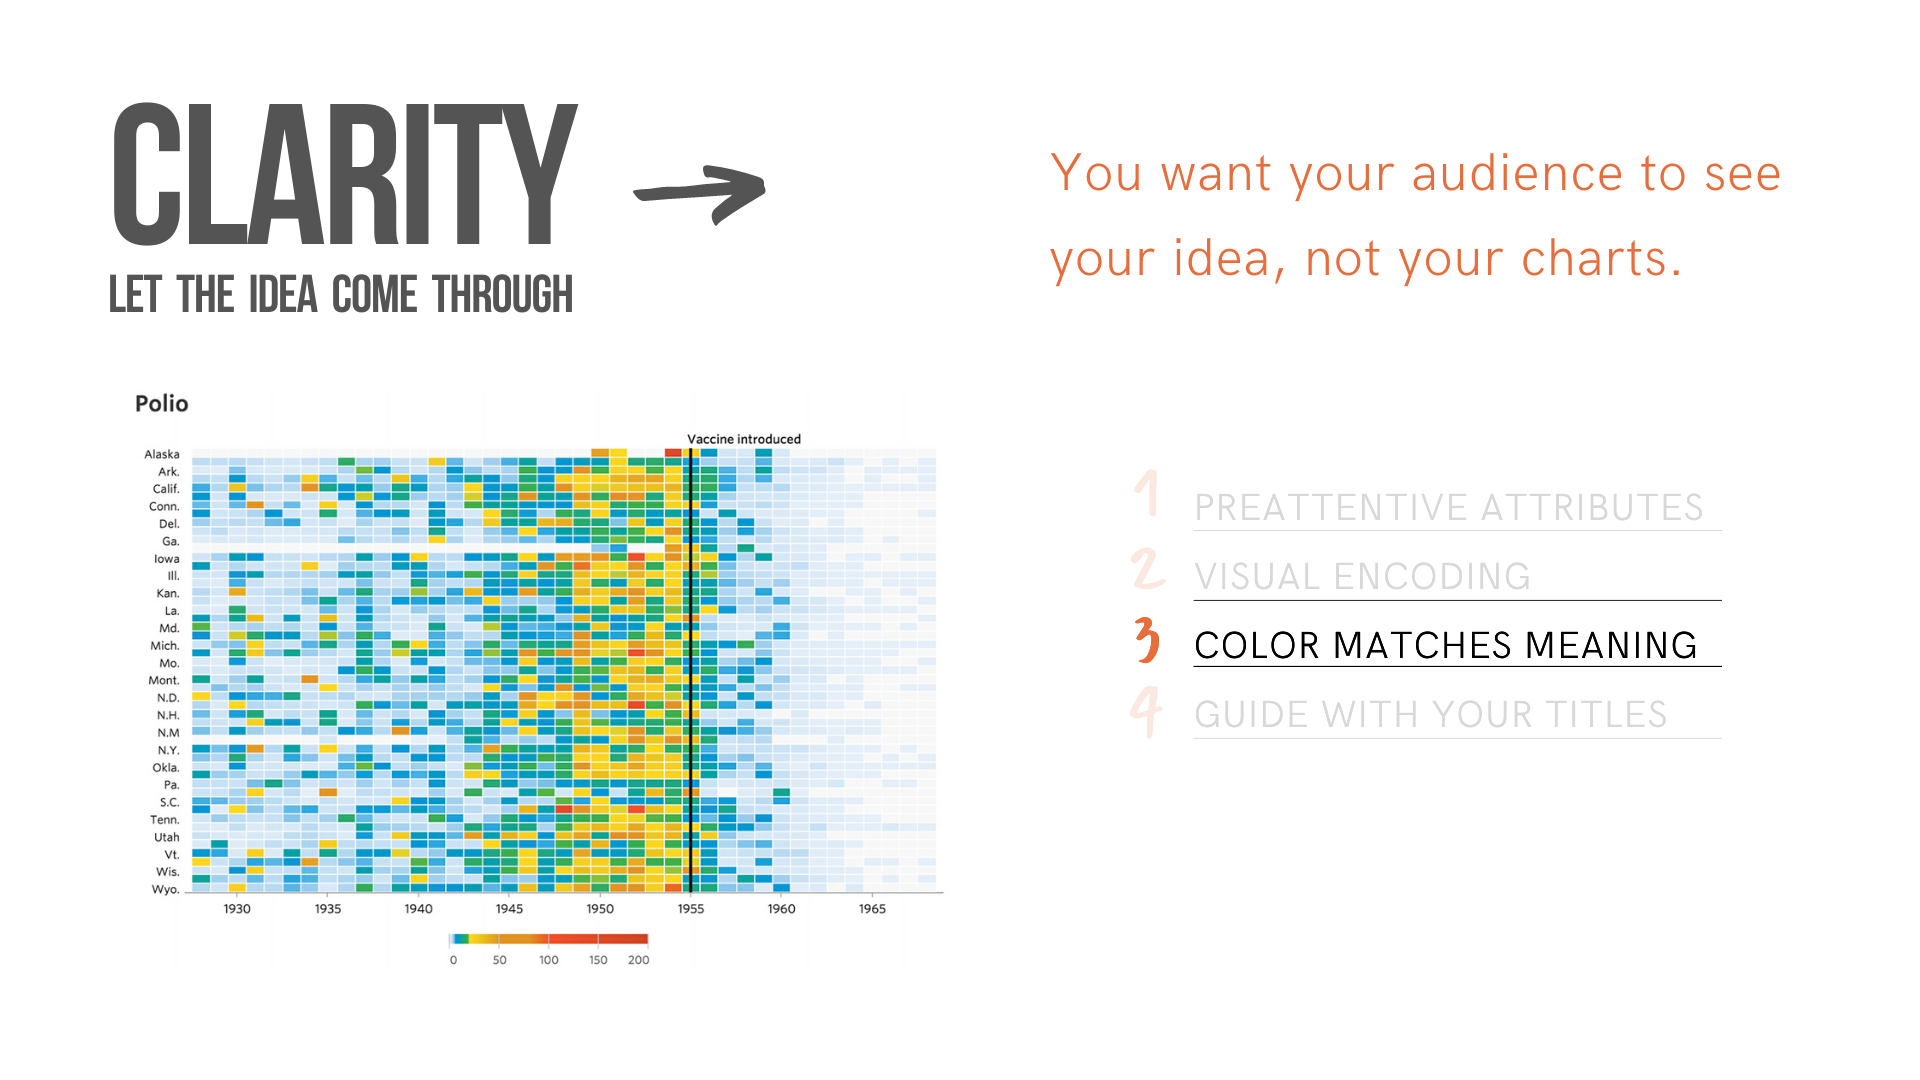 CLARITY
LET THE IDEA COME THROUGH
You want your audience to see
your idea, not your charts.
Polio
Vaccine introduced
Alaska
Ark.
Calif.
Conn.
Del.
Ga.
Iowa
Ill.
Kan.
La.
Md.
Mich.
Mo.
Mont.
N.D.
N.H.
N.M
N.Y.
Okla.
Pa.
S.C.
Tenn.
Utah
Vt.
Wis.
Wyo.
1930 1935 1940 1945 1950 1955 1960 1965
0 50 100 150 200
1 PREATTENTIVE ATTRIBUTES
2 VISUAL ENCODING
3 COLOR MATCHES MEANING
4 GUIDE WITH YOUR TITLES